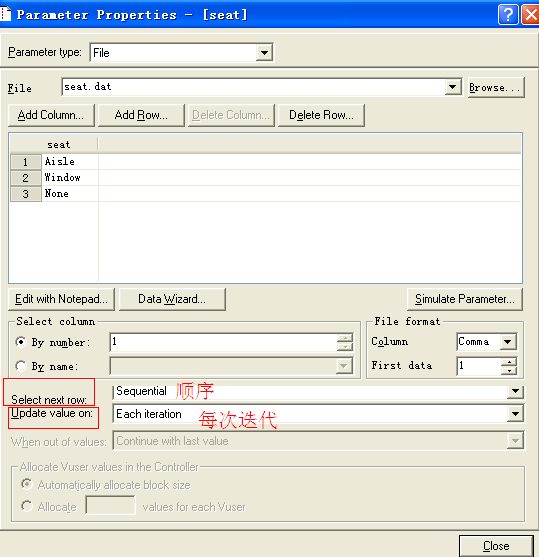 Parameter Properties - [seat]
Parameter type: File
File seat.dat Browse...
Add Column... Add Row... Delete Column... Delete Row...
seat
1 Aisle
2 Window
3 None
Edit with Notepad... Data Wizard... Simulate Parameter...
Select column File format
By number: 1 Column Comma
By name: First data 1
Select next row: Sequential 顺序
Update value on: Each iteration 每次迭代
When out of values: Continue with last value
Allocate Vuser values in the Controller
Automatically allocate block size
Allocate values for each Vuser
Close